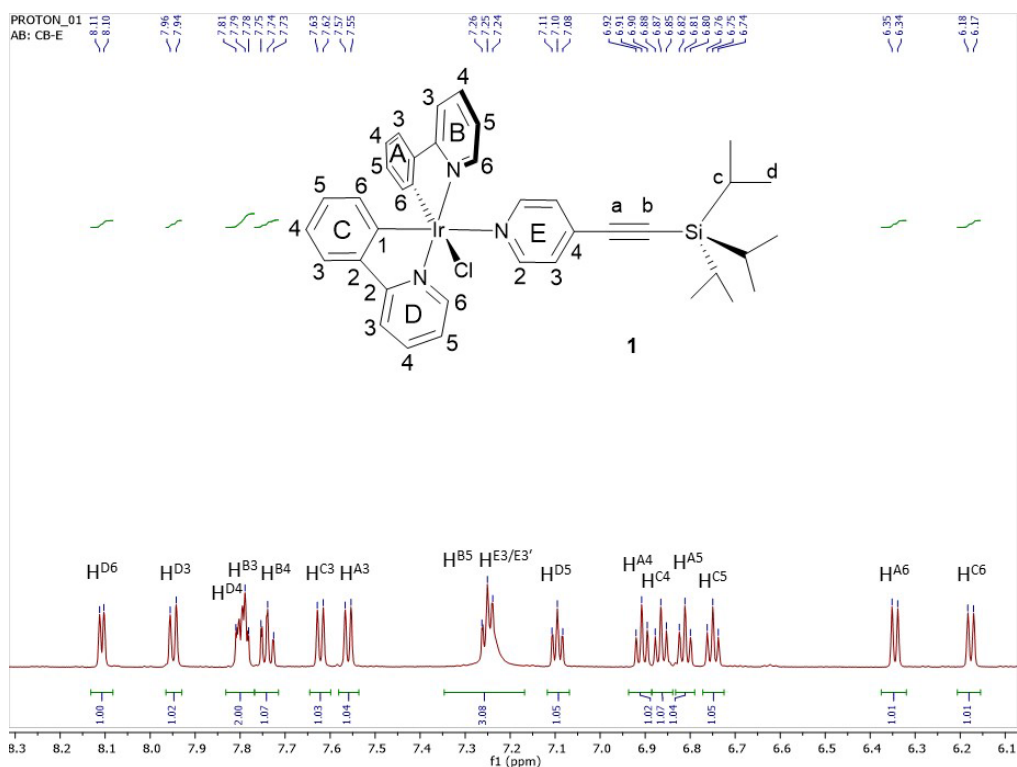 PROTON_01
AB: CB-E
8.11 8.10 7.96 7.94 7.81 7.79 7.78 7.75 7.74 7.73 7.63 7.62 7.57 7.55 7.26 7.25 7.24 7.11 7.10 7.08 6.92 6.91 6.90 6.88 6.87 6.85 6.82 6.81 6.80 6.76 6.75 6.74 6.35 6.34 6.18 6.17
4
3
5
B
3
4
A
5
N
6
6
5
6
4
C
1
Ir
N
E
4
a
b
Si
c
d
3
2
Cl
2
3
2
N
6
D
3
5
4
1
H^D6 H^D3 H^D4 H^B3 H^B4 H^C3 H^A3 H^B5 H^E3/E3′ H^D5 H^A4 H^C4 H^A5 H^C5 H^A6 H^C6
1.00 1.02 2.00 1.07 1.03 1.04 3.08 1.05 1.02 1.07 1.04 1.05 1.01 1.01
8.3 8.2 8.1 8.0 7.9 7.8 7.7 7.6 7.5 7.4 7.3 7.2 7.1 7.0 6.9 6.8 6.7 6.6 6.5 6.4 6.3 6.2 6.1
f1 (ppm)